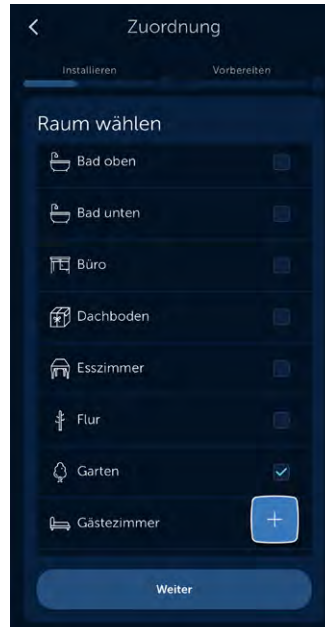 Zuordnung
Installieren Vorbereiten
Raum wählen
Bad oben
Bad unten
Büro
Dachboden
Esszimmer
Flur
Garten
Gästezimmer
Weiter